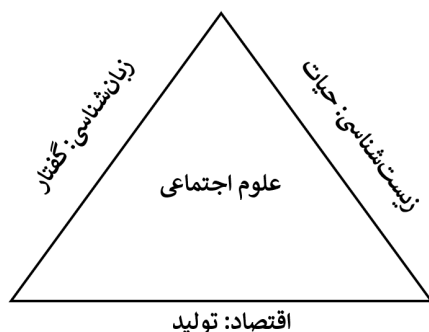 زیست‌شناسی: حیات
زبان‌شناسی: گفتار
علوم اجتماعی
اقتصاد: تولید